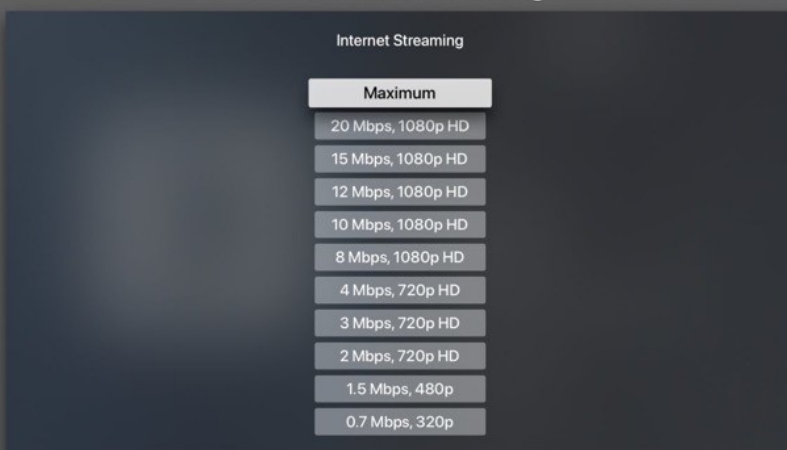 Internet Streaming
Maximum
20 Mbps, 1080p HD
15 Mbps, 1080p HD
12 Mbps, 1080p HD
10 Mbps, 1080p HD
8 Mbps, 1080p HD
4 Mbps, 720p HD
3 Mbps, 720p HD
2 Mbps, 720p HD
1.5 Mbps, 480p
0.7 Mbps, 320p